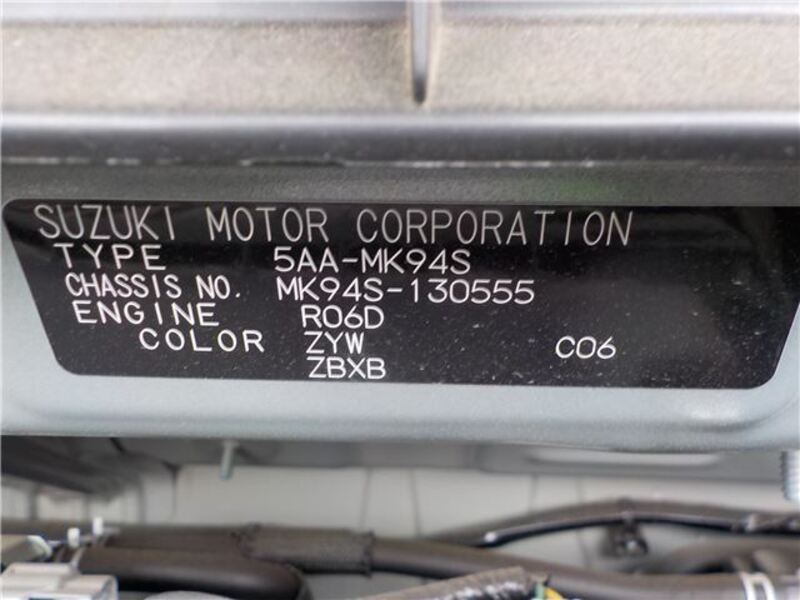 SUZUKI MOTOR CORPORATION
TYPE 5AA-MK94S
CHASSIS NO. MK94S-130555
ENGINE R06D
COLOR ZYW C06
ZBXB